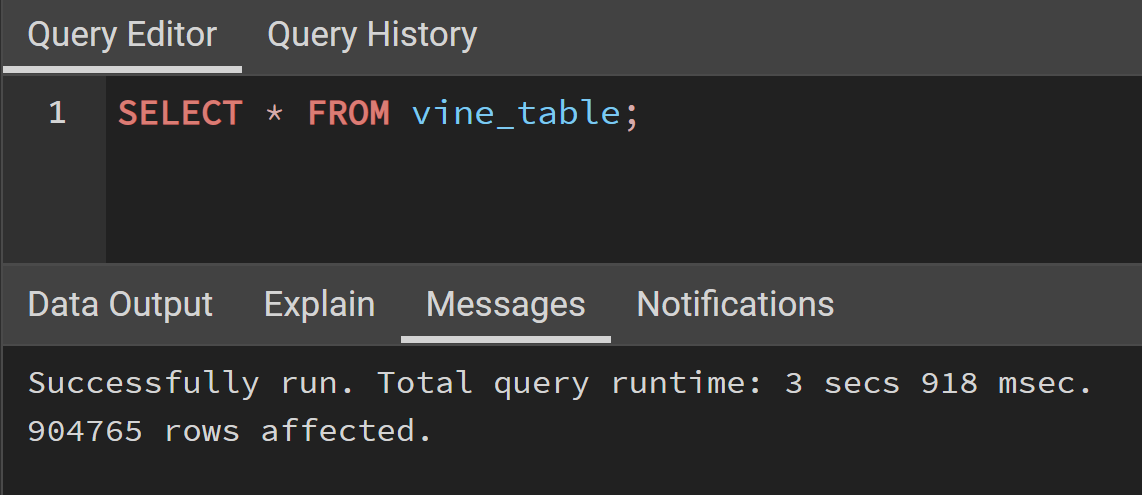 Query Editor Query History
1 SELECT * FROM vine_table;
Data Output Explain Messages Notifications
Successfully run. Total query runtime: 3 secs 918 msec.
904765 rows affected.